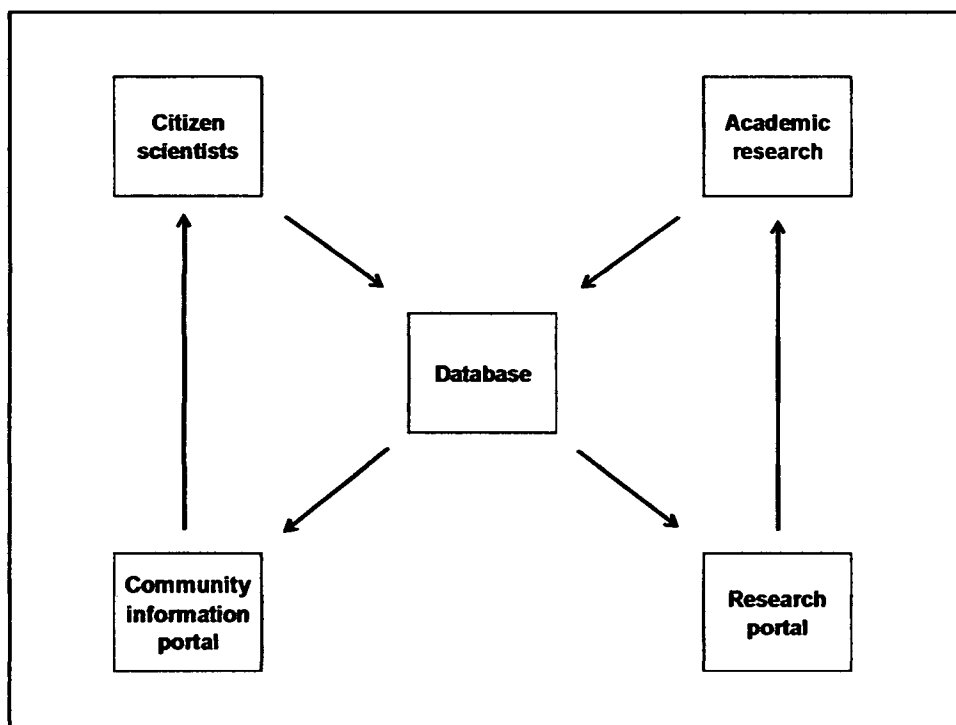 Citizen
scientists
Academic
research
Database
Community
information
portal
Research
portal